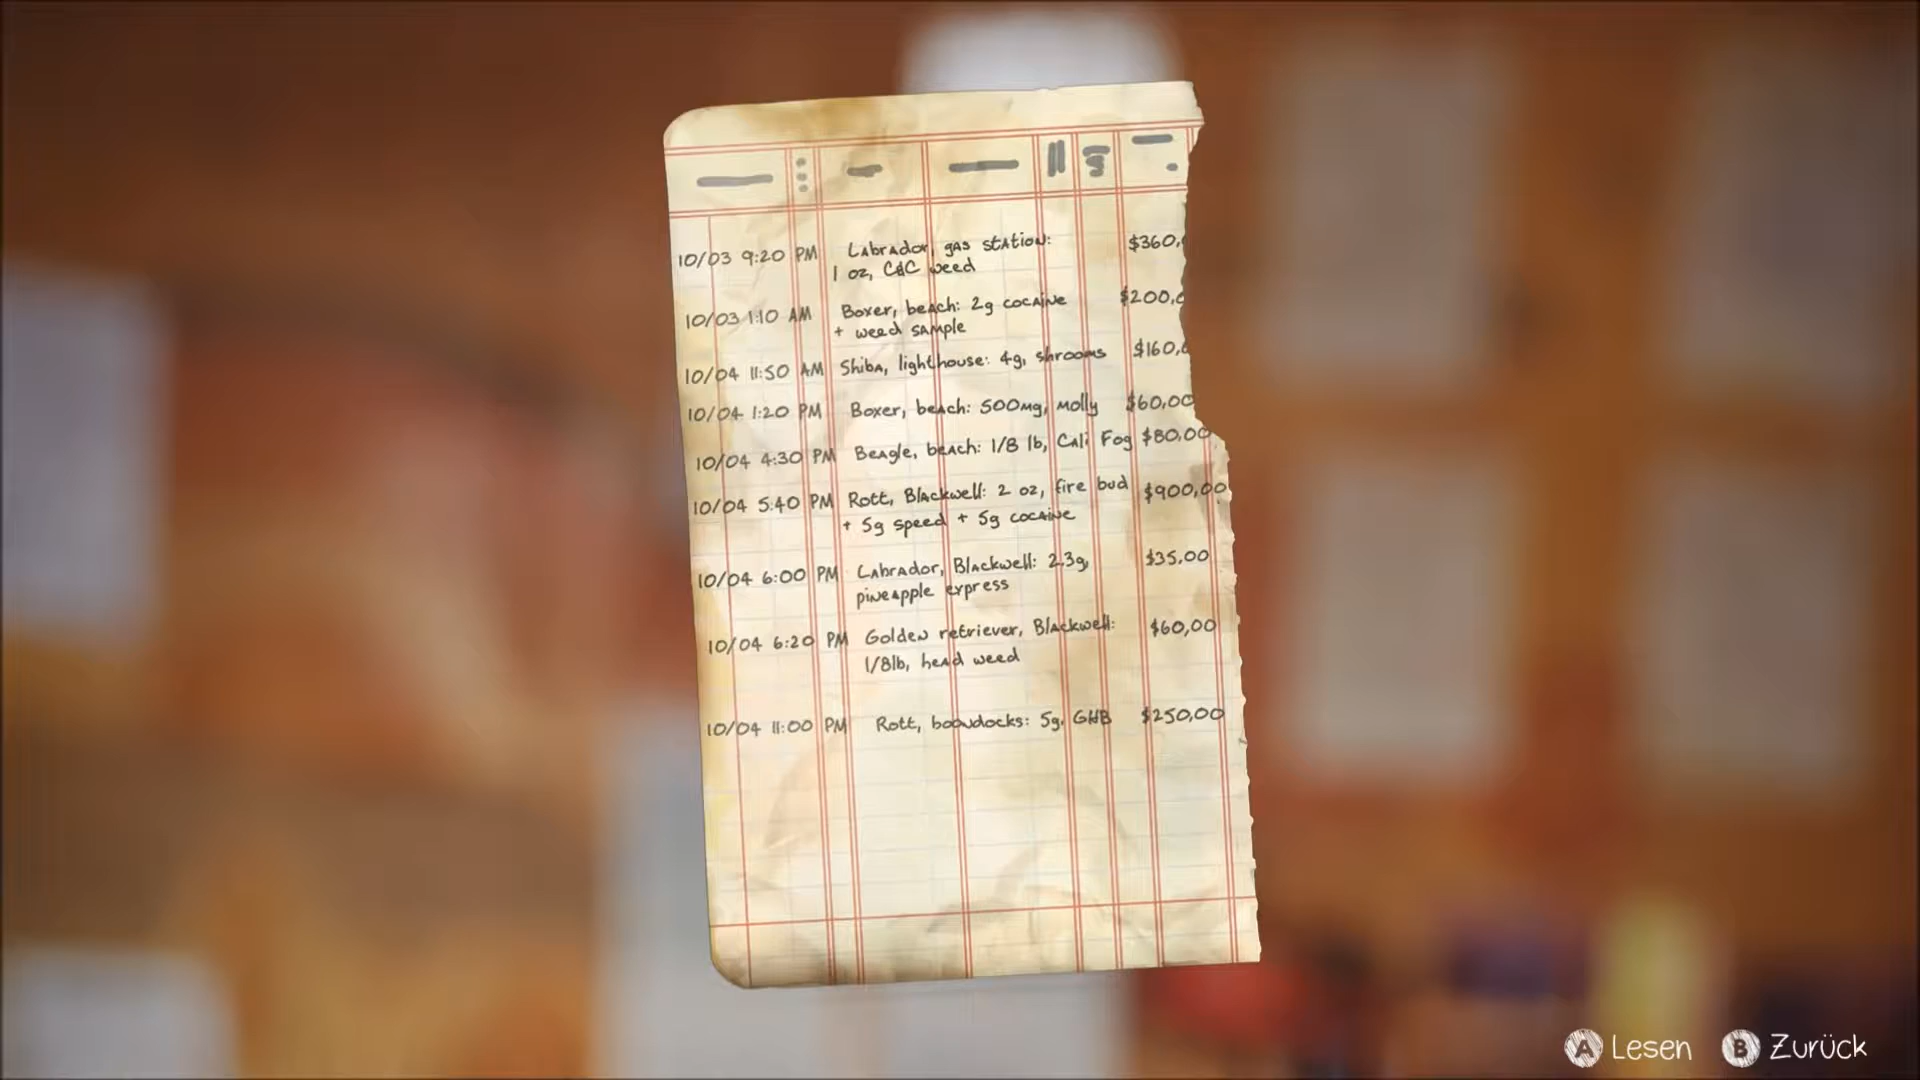 10/03 9:20 PM Labrador, gas station: $360,
1 oz, C&C weed
10/03 1:10 AM Boxer, beach: 2g cocaine $200,0
+ weed sample
10/04 11:50 AM Shiba, lighthouse: 4g, shrooms $160,0
10/04 1:20 PM Boxer, beach: 500mg, molly $60,00
10/04 4:30 PM Beagle, beach: 1/8 lb, Cali Fog $80,00
10/04 5:40 PM Rott, Blackwell: 2 oz, fire bud $900,00
+ 5g speed + 5g cocaine
10/04 6:00 PM Labrador, Blackwell: 2.3g, $35,00
pineapple express
10/04 6:20 PM Golden retriever, Blackwell: $60,00
1/8lb, head weed
10/04 11:00 PM Rott, boowdocks: 5g, GHB $250,00
A Lesen B Zurück